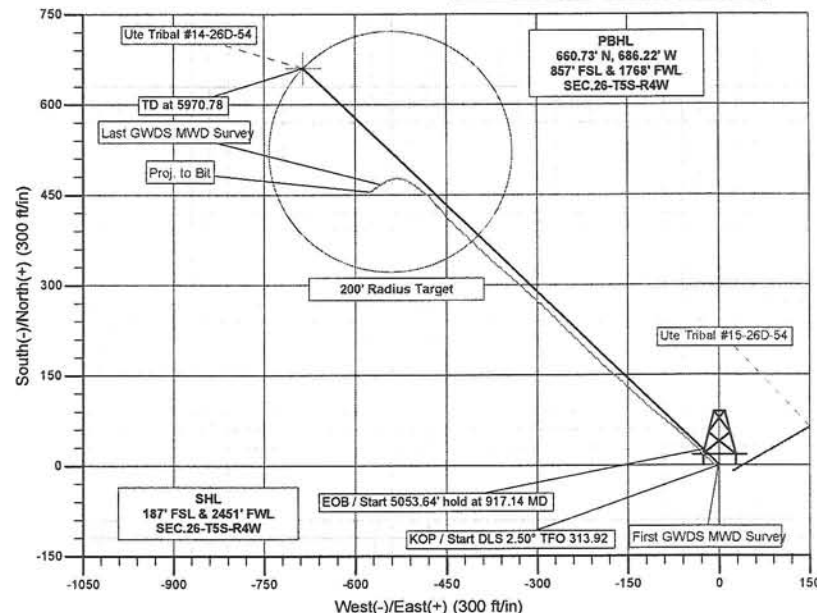 750
600
450
300
150
0
-150
South(-)/North(+) (300 ft/in)
Ute Tribal #14-26D-54
TD at 5970.78
Last GWDS MWD Survey
Proj. to Bit
PBHL
660.73' N, 686.22' W
857' FSL & 1768' FWL
SEC.26-T5S-R4W
200' Radius Target
Ute Tribal #15-26D-54
SHL
187' FSL & 2451' FWL
SEC.26-T5S-R4W
EOB / Start 5053.64' hold at 917.14 MD
KOP / Start DLS 2.50° TFO 313.92
First GWDS MWD Survey
-1050 -900 -750 -600 -450 -300 -150 0 150
West(-)/East(+) (300 ft/in)